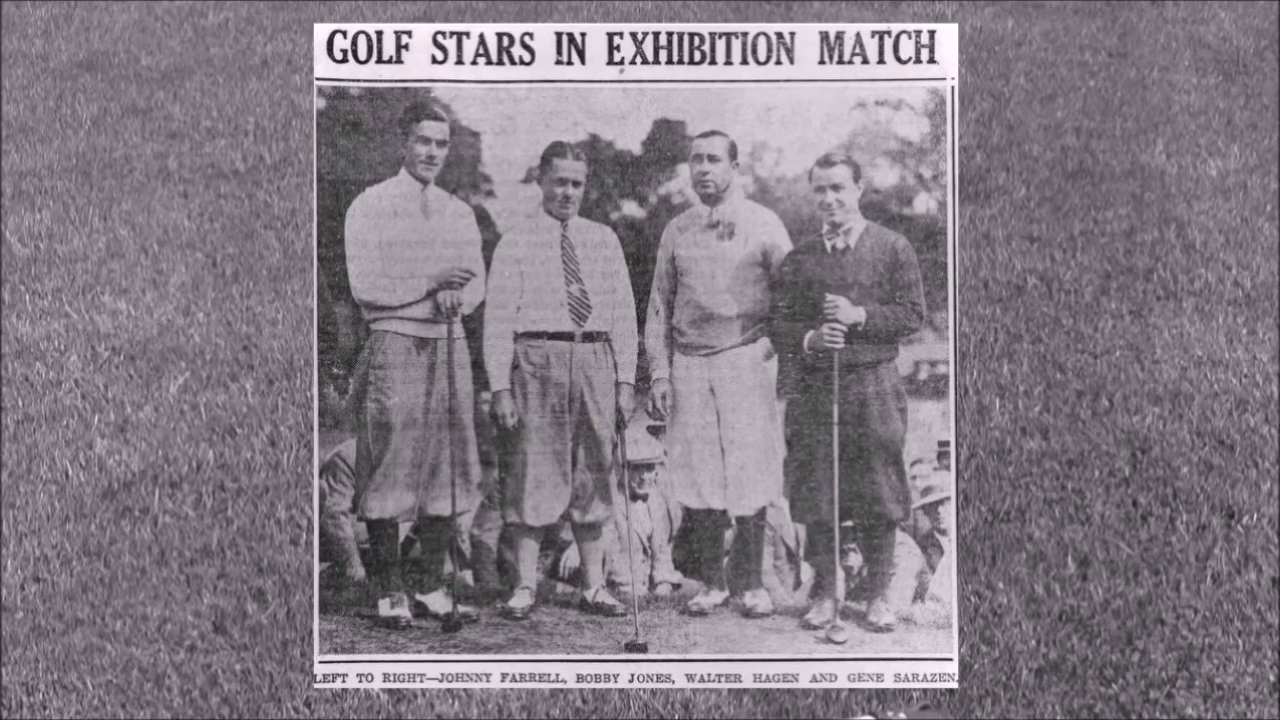 GOLF STARS IN EXHIBITION MATCH
LEFT TO RIGHT—JOHNNY FARRELL, BOBBY JONES, WALTER HAGEN AND GENE SARAZEN.